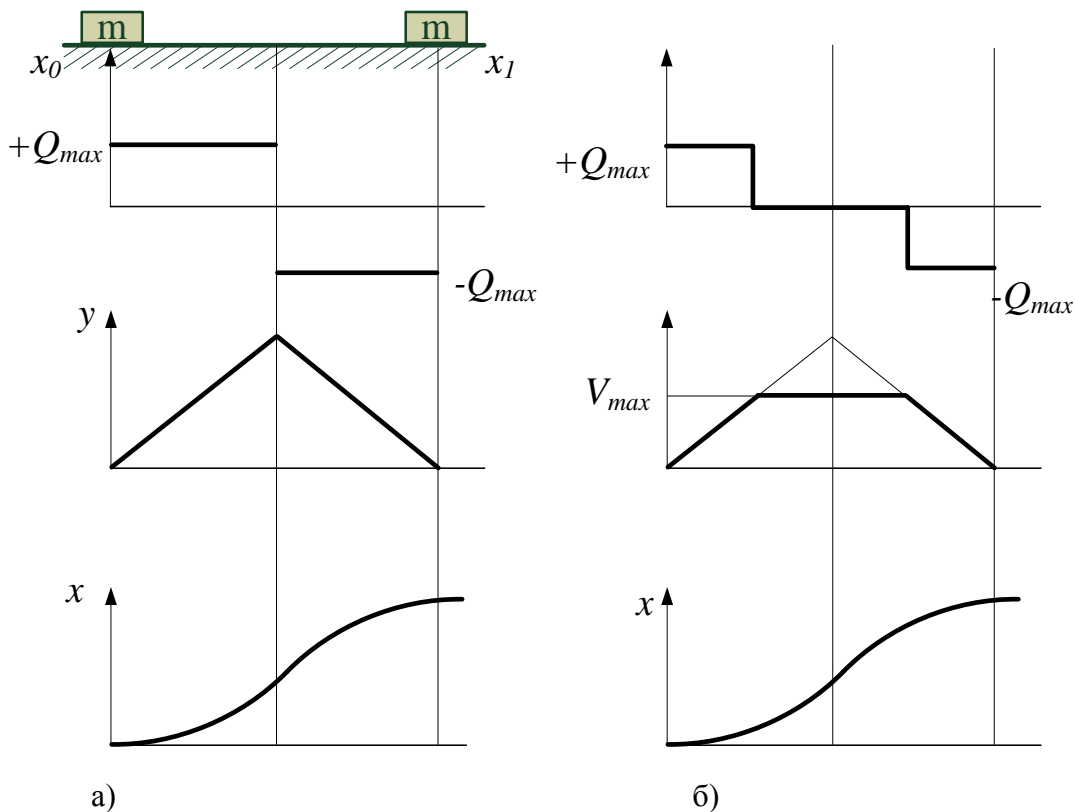 m m
x0 x1
+Qmax +Qmax
-Qmax -Qmax
y
Vmax
x x
а) б)